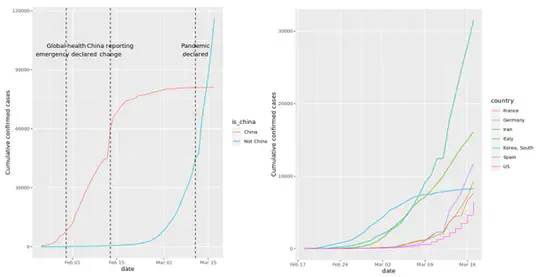 120000
90000
60000
30000
0
Cumulative confirmed cases
Global health China reporting
emergency declared change
Pandemic
declared
Feb 01
Feb 15
Mar 01
Mar 15
date
is_china
China
Not China
30000
20000
10000
0
Cumulative confirmed cases
Feb 17
Feb 24
Mar 02
Mar 09
Mar 16
date
country
France
Germany
Iran
Italy
Korea, South
Spain
US